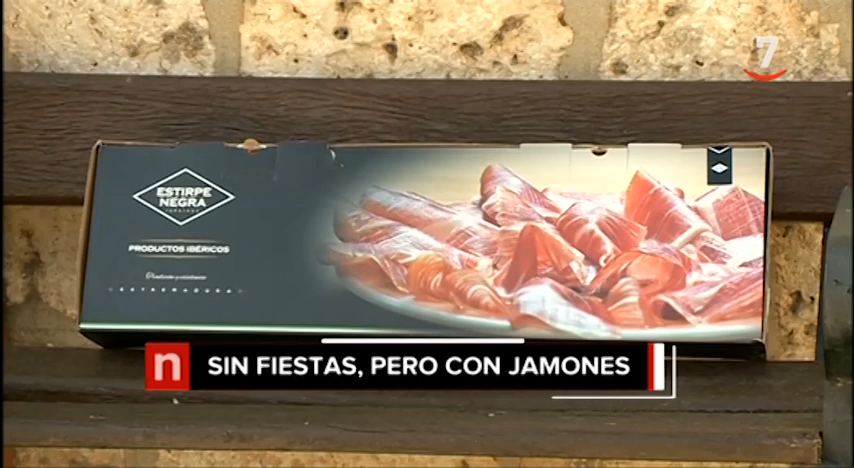 7
ESTIRPE
NEGRA
PRODUCTOS IBÉRICOS
EXTREMADURA
n
SIN FIESTAS, PERO CON JAMONES